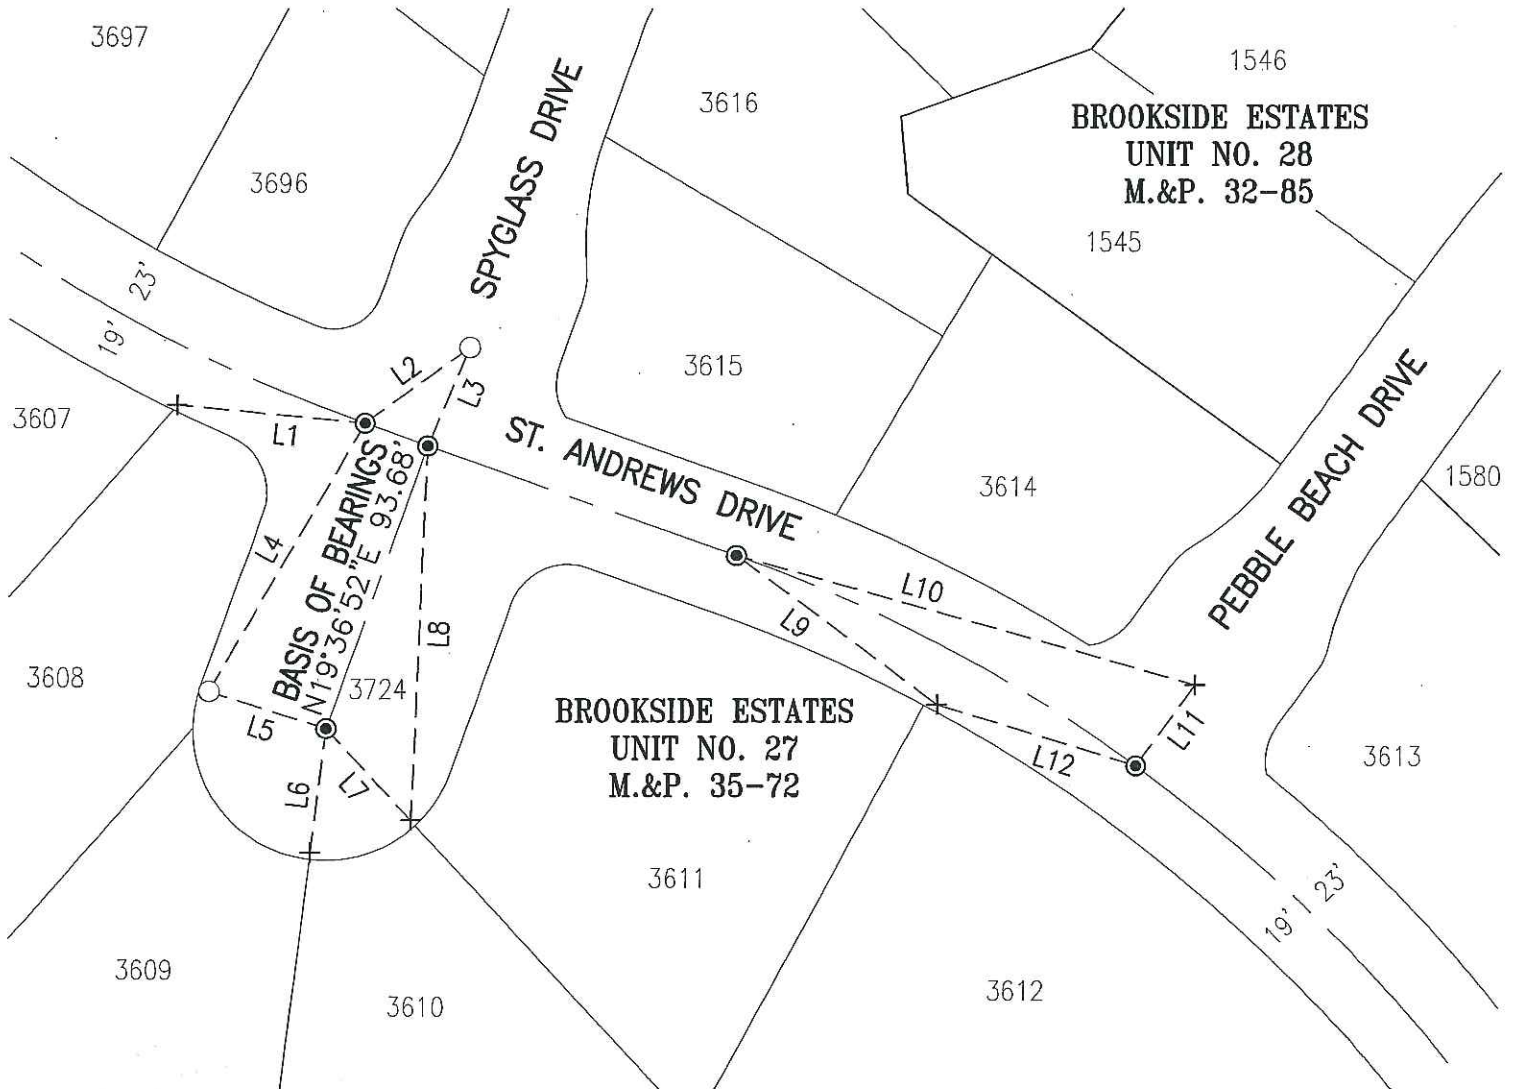 3697
1546
3616
BROOKSIDE ESTATES
UNIT NO. 28
M.&P. 32-85
3696
SPYGLASS DRIVE
1545
23'
19'
L2
L3
3615
3607
L1
ST. ANDREWS DRIVE
3614
1580
PEBBLE BEACH DRIVE
BASIS OF BEARINGS
N19°36'52"E 93.68'
L4
L8
L9
L10
3608
3724
L5
L6
L7
BROOKSIDE ESTATES
UNIT NO. 27
M.&P. 35-72
L11
L12
3613
3611
19'
23'
3609
3610
3612